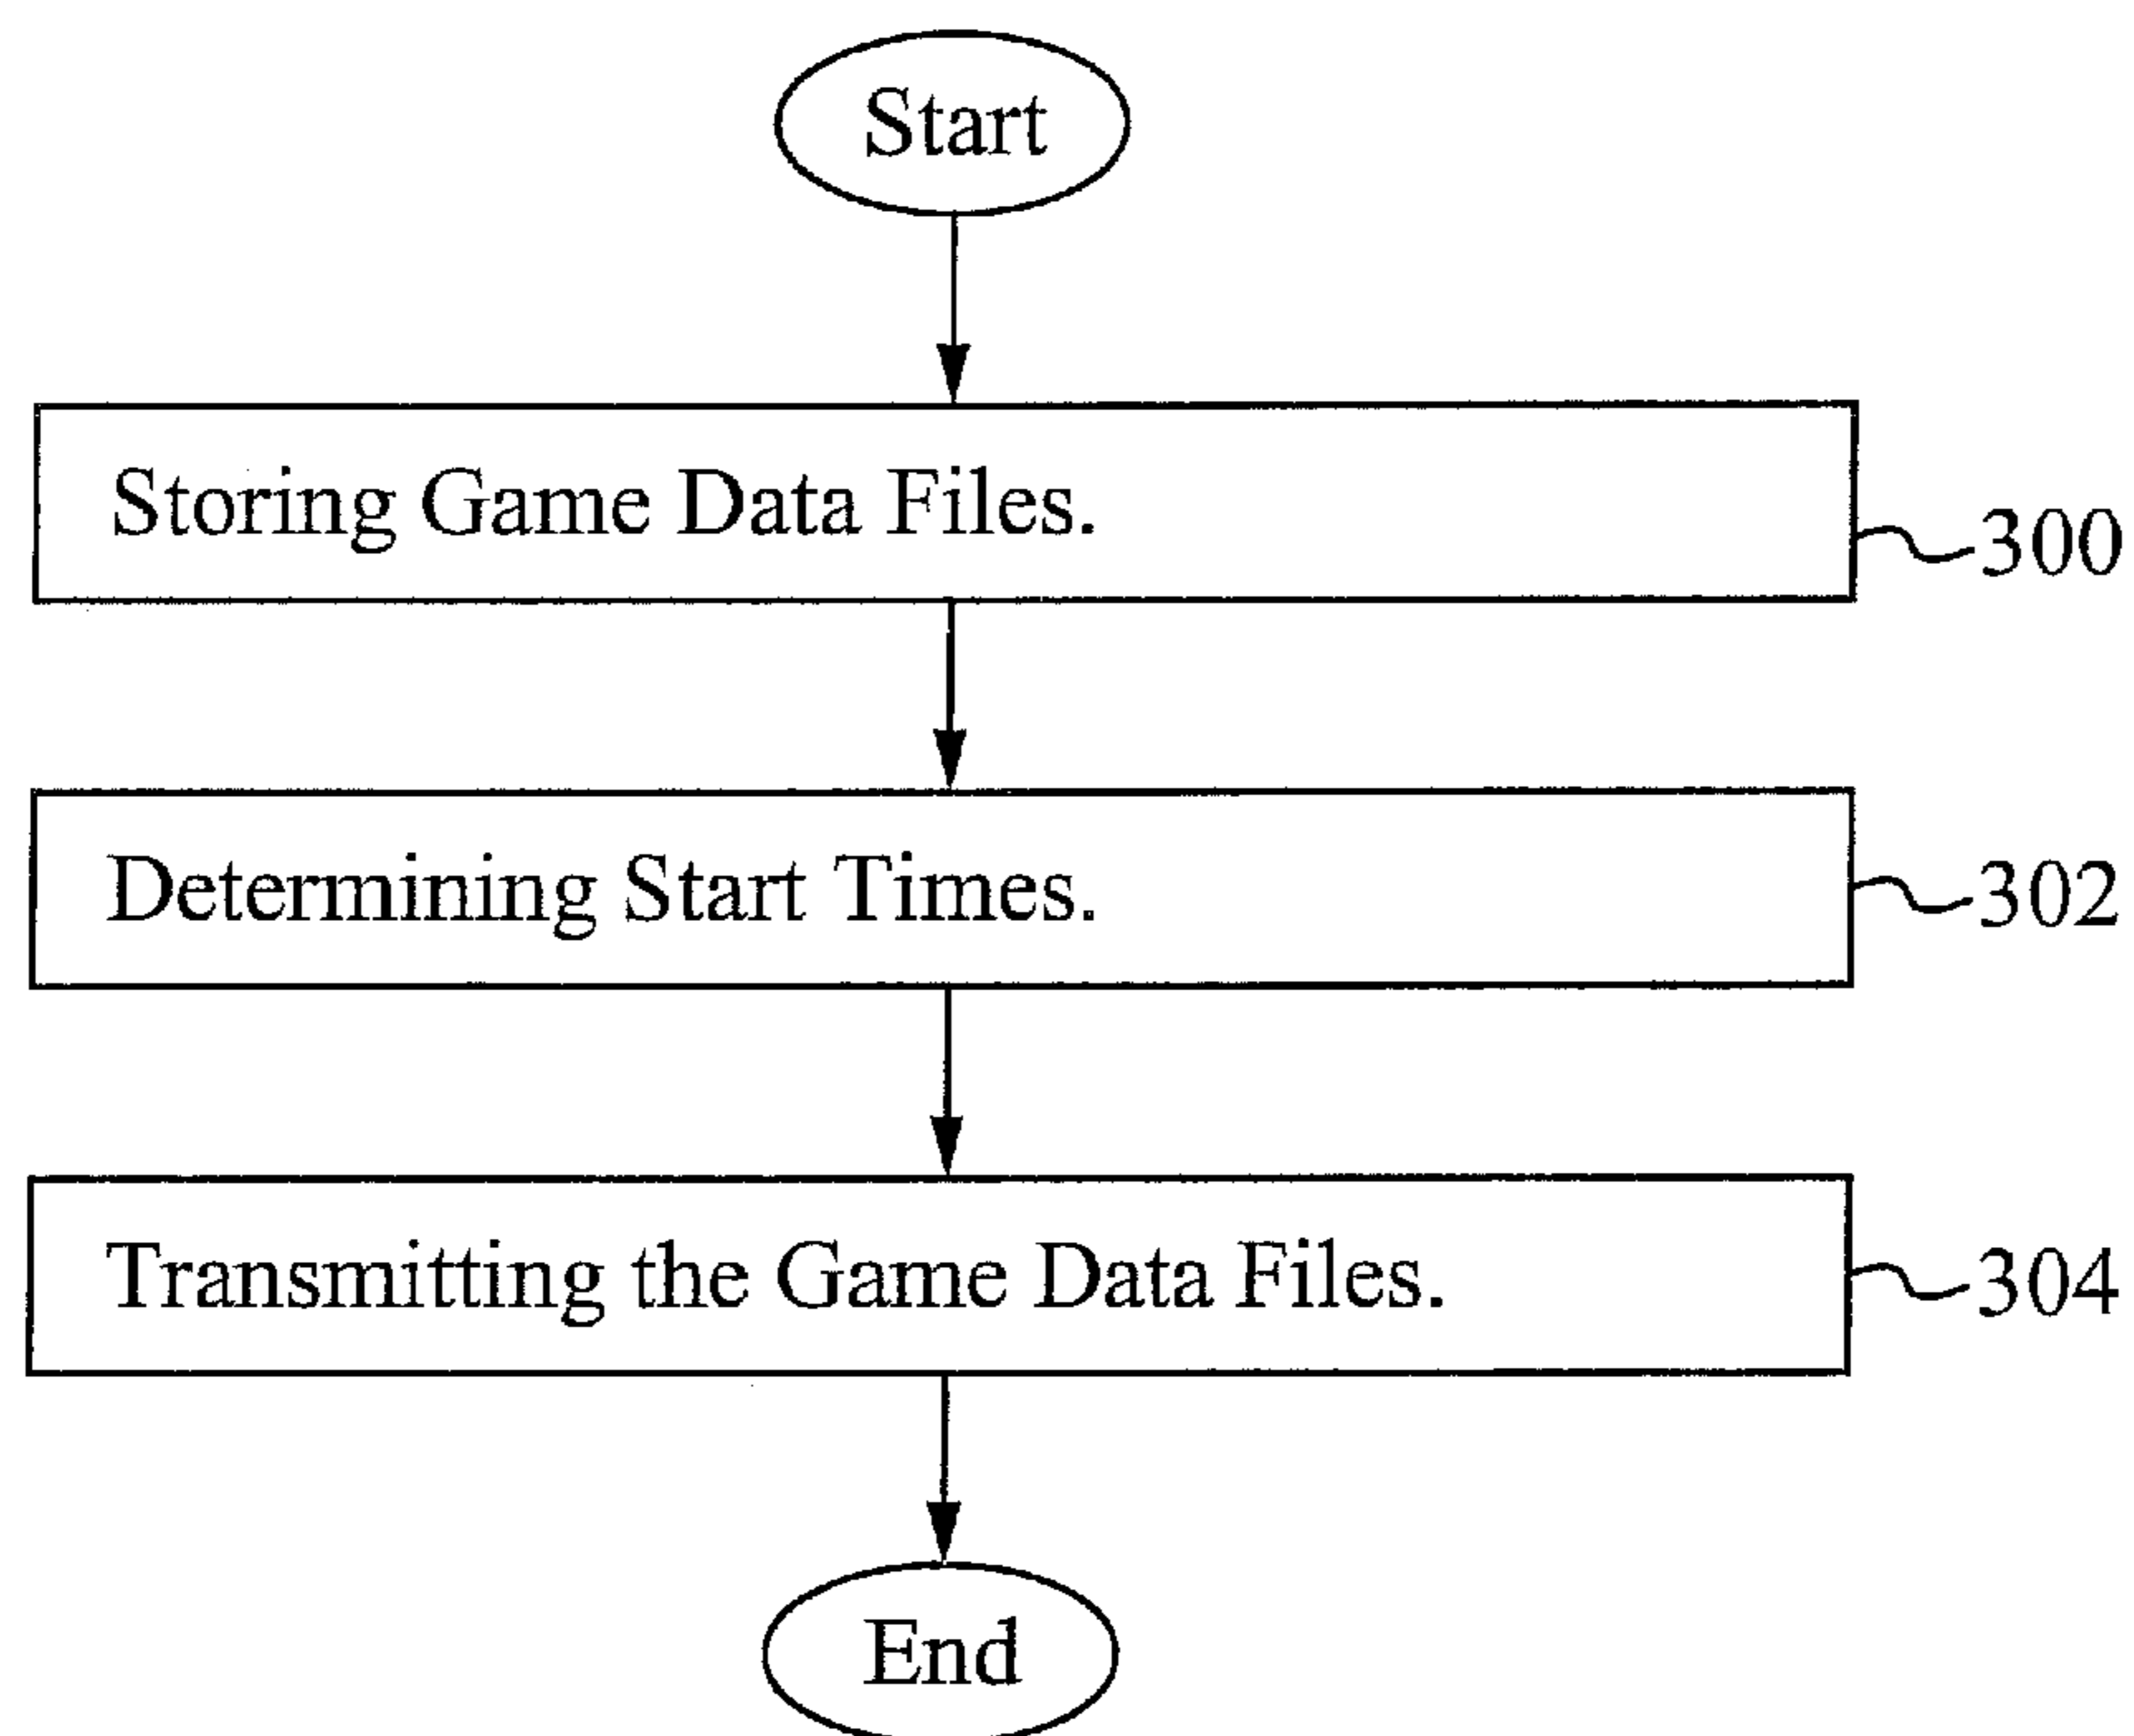 Start
Storing Game Data Files.
300
Determining Start Times.
302
Transmitting the Game Data Files.
304
End